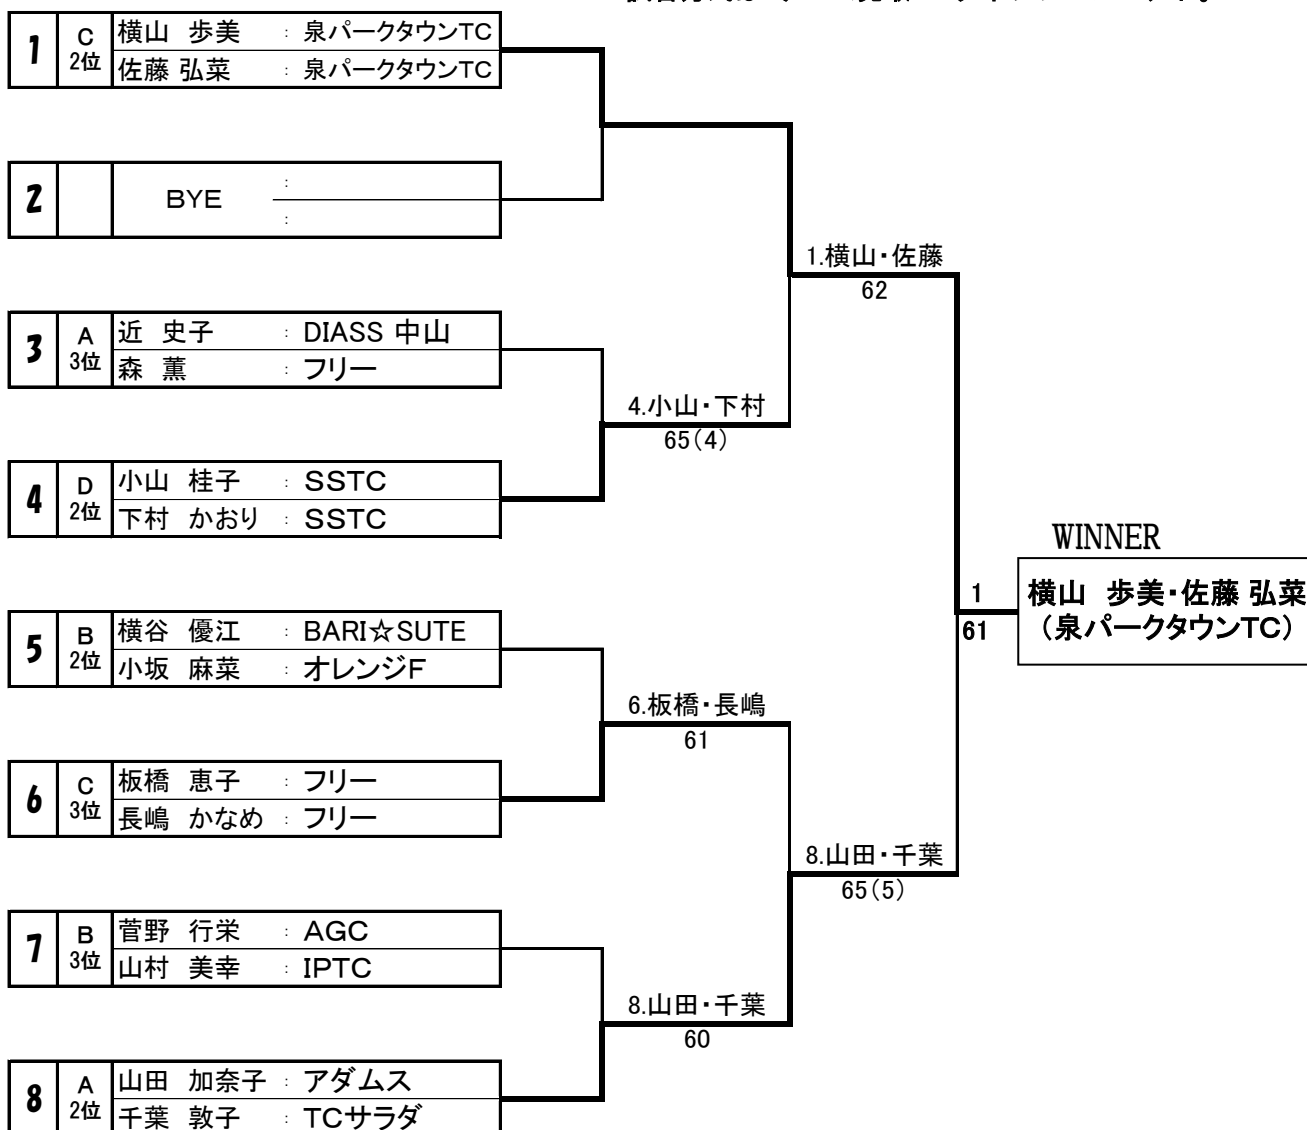 1 C 2位 横山 歩美 : 泉パークタウンTC
佐藤 弘菜 : 泉パークタウンTC
2 BYE :
:
1.横山・佐藤
62
3 A 3位 近 史子 : DIASS 中山
森 薫 : フリー
4.小山・下村
65(4)
4 D 2位 小山 桂子 : SSTC
下村 かおり : SSTC
WINNER
1 横山 歩美・佐藤 弘菜
61 (泉パークタウンTC)
5 B 2位 横谷 優江 : BARI☆SUTE
小坂 麻菜 : オレンジF
6.板橋・長嶋
61
6 C 3位 板橋 恵子 : フリー
長嶋 かなめ : フリー
8.山田・千葉
65(5)
7 B 3位 菅野 行栄 : AGC
山村 美幸 : IPTC
8.山田・千葉
60
8 A 2位 山田 加奈子 : アダムス
千葉 敦子 : TCサラダ